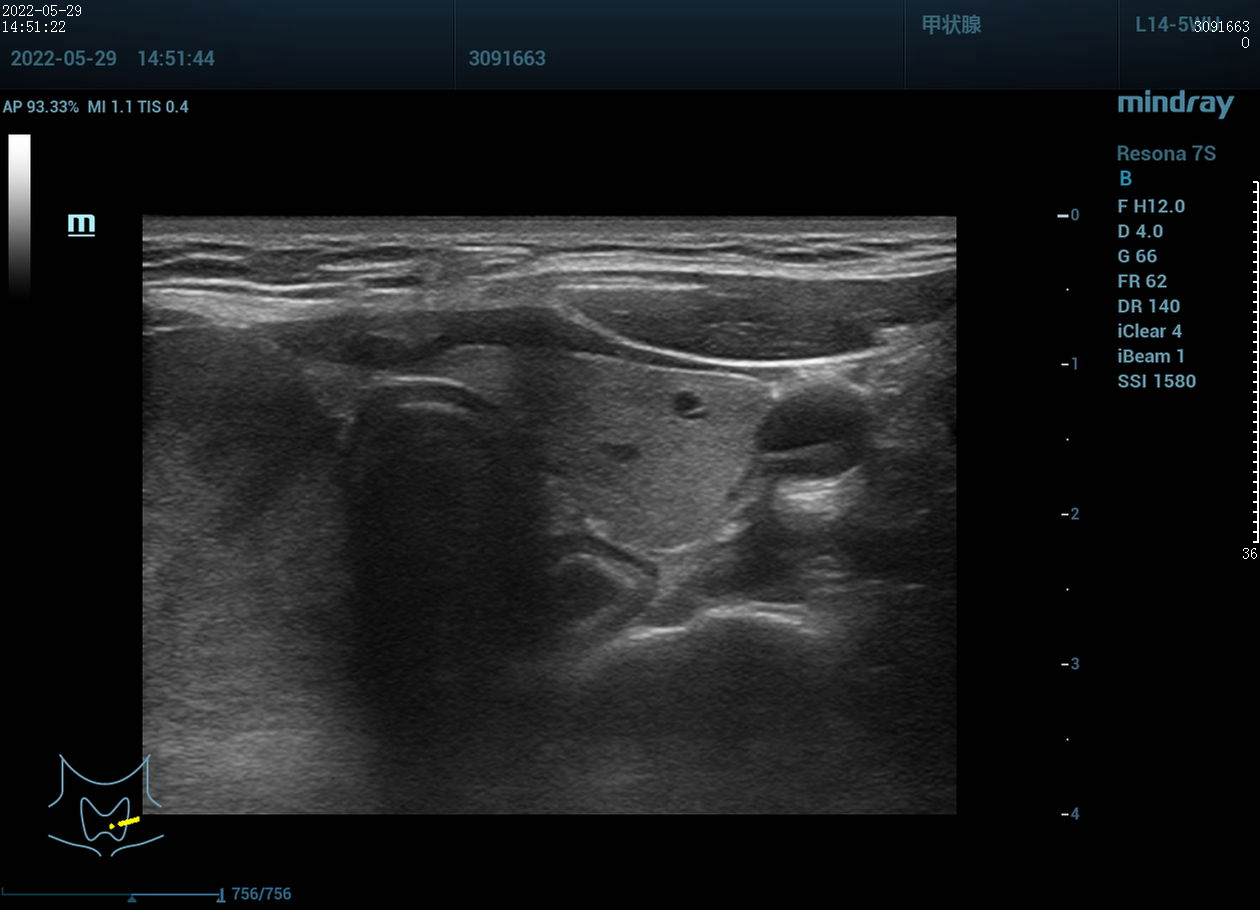 2022-05-29
14:51:22
甲状腺
3091663
0
2022-05-29 14:51:44
3091663
AP 93.33% MI 1.1 TIS 0.4
mindray
Resona 7S
B
F H12.0
D 4.0
G 66
FR 62
DR 140
iClear 4
iBeam 1
SSI 1580
m
0
1
2
3
4
36
756/756